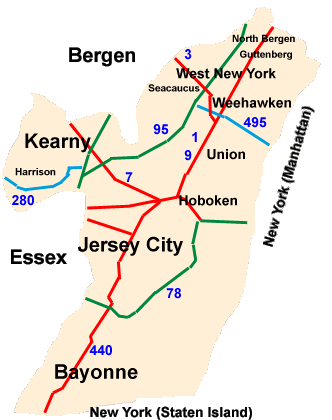 North Bergen
Bergen
3
Guttenberg
West New York
Seacaucus
Weehawken
95
495
1
Kearny
9
Union
Harrison
7
280
Hoboken
New York (Manhattan)
Jersey City
Essex
78
440
Bayonne
New York (Staten Island)